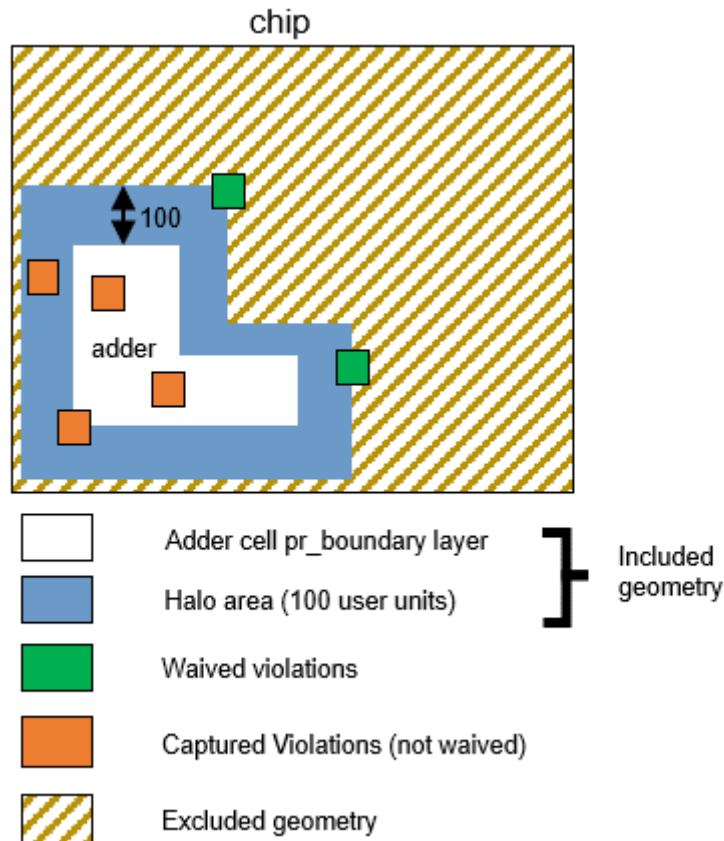 chip
100
adder
Adder cell pr_boundary layer
Included
geometry
Halo area (100 user units)
Waived violations
Captured Violations (not waived)
Excluded geometry